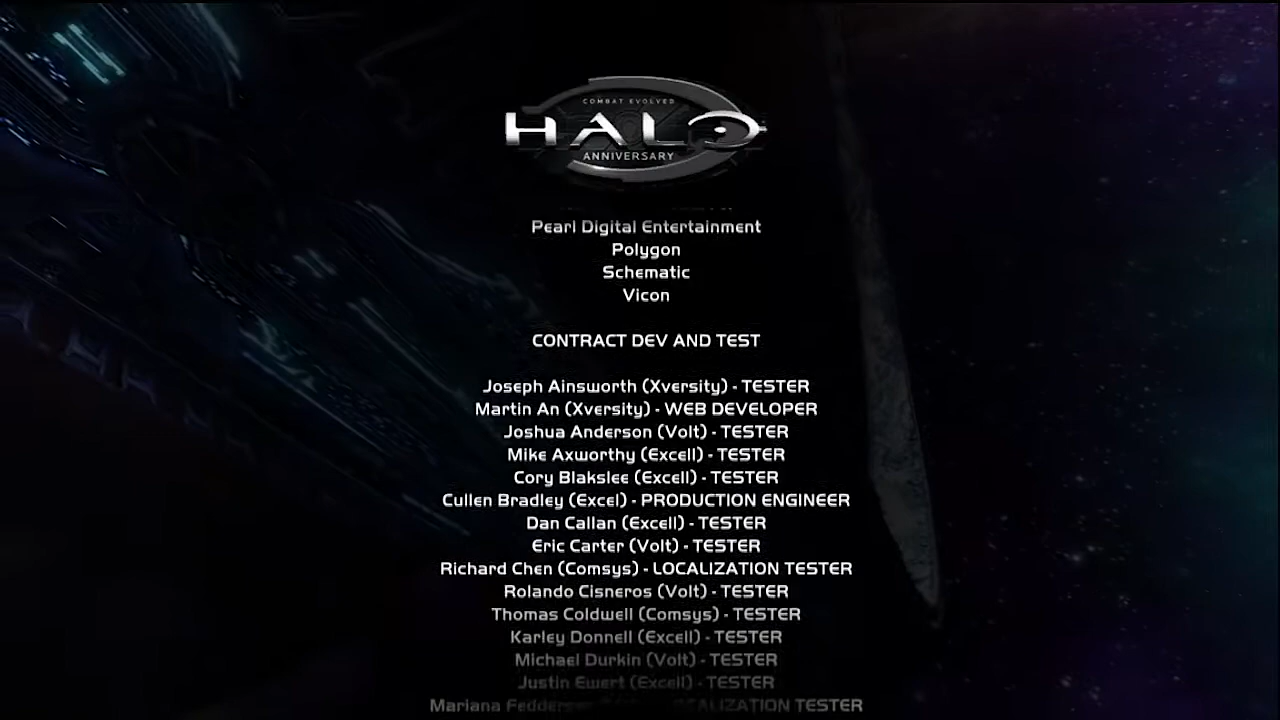 COMBAT EVOLVED
HALO
ANNIVERSARY
Pearl Digital Entertainment
Polygon
Schematic
Vicon
CONTRACT DEV AND TEST
Joseph Ainsworth (Xversity) - TESTER
Martin An (Xversity) - WEB DEVELOPER
Joshua Anderson (Volt) - TESTER
Mike Axworthy (Excell) - TESTER
Cory Blakslee (Excell) - TESTER
Cullen Bradley (Excel) - PRODUCTION ENGINEER
Dan Callan (Excell) - TESTER
Eric Carter (Volt) - TESTER
Richard Chen (Comsys) - LOCALIZATION TESTER
Rolando Cisneros (Volt) - TESTER
Thomas Coldwell (Comsys) - TESTER
Karley Donnell (Excell) - TESTER
Michael Durkin (Volt) - TESTER
Justin Ewert (Excell) - TESTER
Mariana LOCALIZATION TESTER